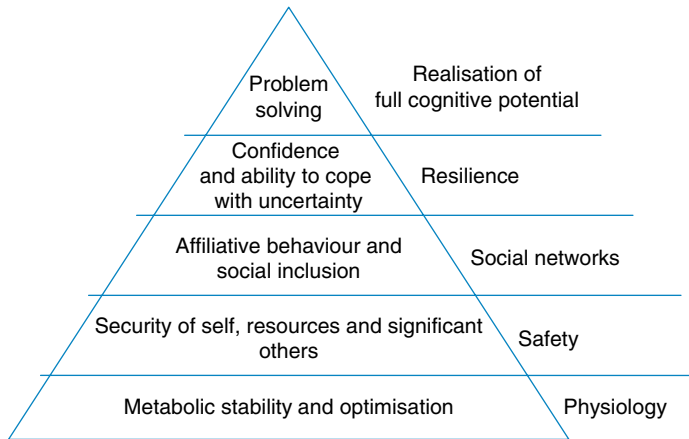 Problem
solving
Realisation of
full cognitive potential
Confidence
and ability to cope
with uncertainty
Resilience
Affiliative behaviour and
social inclusion
Social networks
Security of self, resources and significant
others
Safety
Metabolic stability and optimisation
Physiology